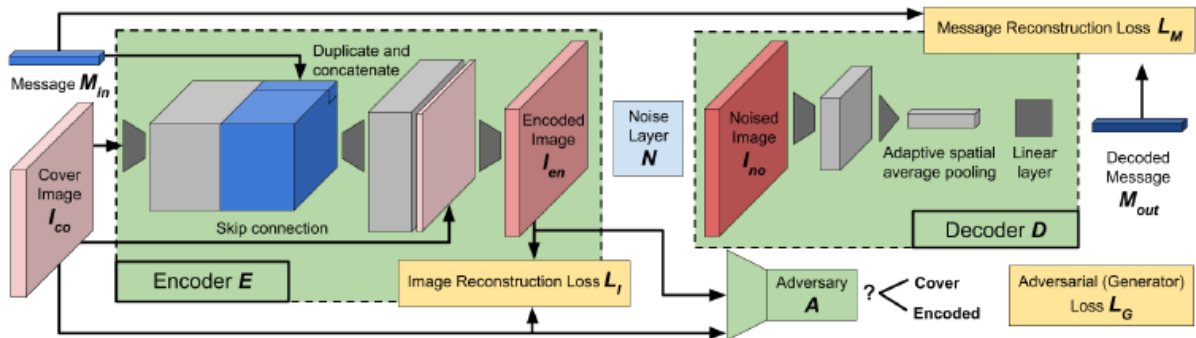 Message M_in
Duplicate and
concatenate
Message Reconstruction Loss L_M
Cover
Image
I_co
Skip connection
Encoded
Image
I_en
Encoder E
Noise
Layer
N
Noised
Image
I_no
Adaptive spatial
average pooling
Linear
layer
Decoder D
Decoded
Message
M_out
Image Reconstruction Loss L_I
Adversary
A
?
Cover
Encoded
Adversarial (Generator)
Loss L_G